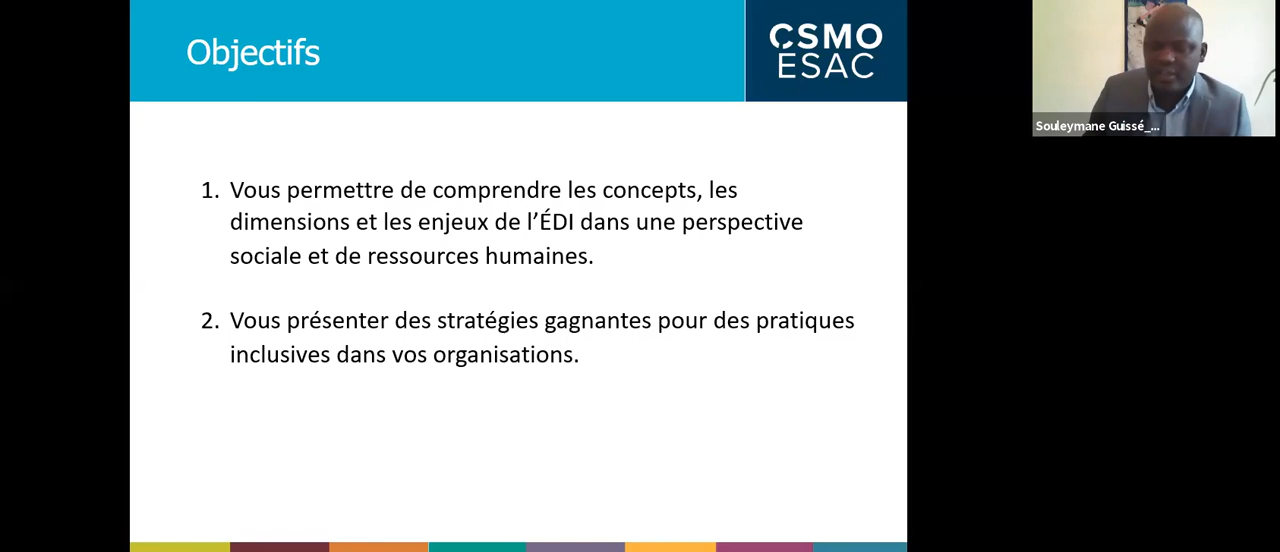 Objectifs
CSMO
ESAC
Souleymane Guissé_...
1. Vous permettre de comprendre les concepts, les
dimensions et les enjeux de l’ÉDI dans une perspective
sociale et de ressources humaines.
2. Vous présenter des stratégies gagnantes pour des pratiques
inclusives dans vos organisations.